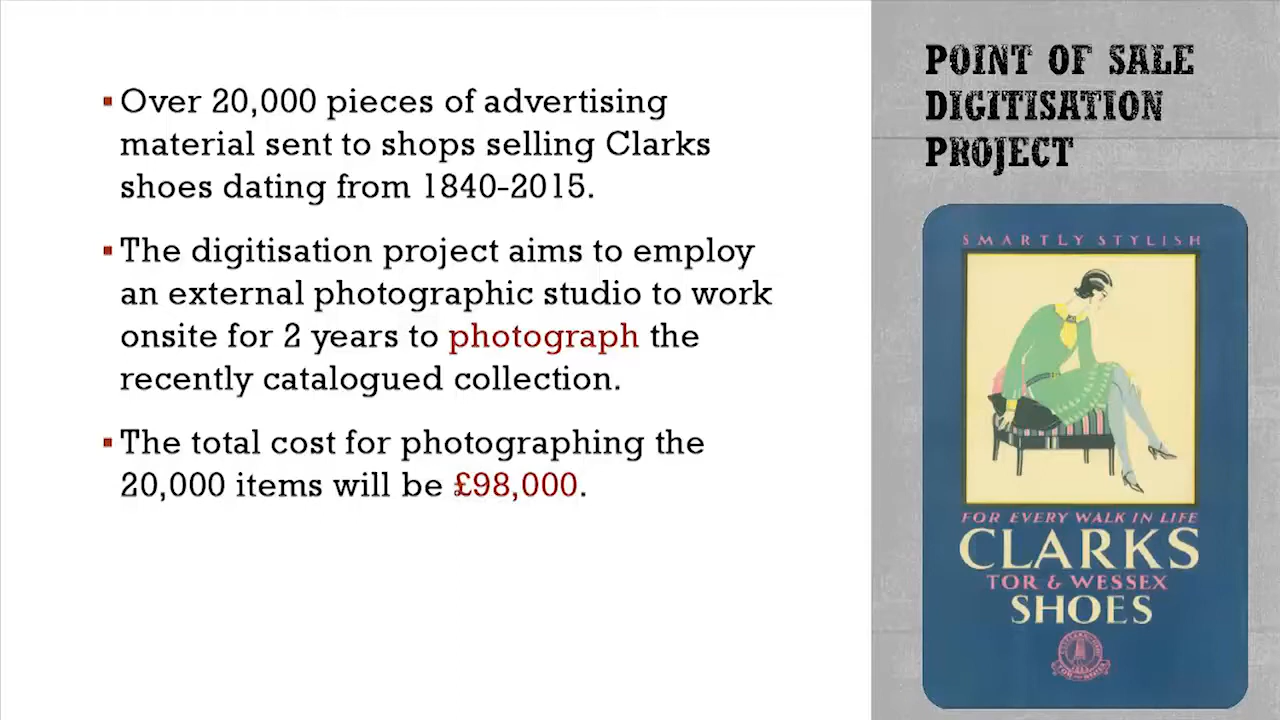 Over 20,000 pieces of advertising
material sent to shops selling Clarks
shoes dating from 1840-2015.
The digitisation project aims to employ
an external photographic studio to work
onsite for 2 years to photograph the
recently catalogued collection.
The total cost for photographing the
20,000 items will be £98,000.
POINT OF SALE
DIGITISATION
PROJECT
SMARTLY STYLISH
FOR EVERY WALK IN LIFE
CLARKS
TOR & WESSEX
SHOES